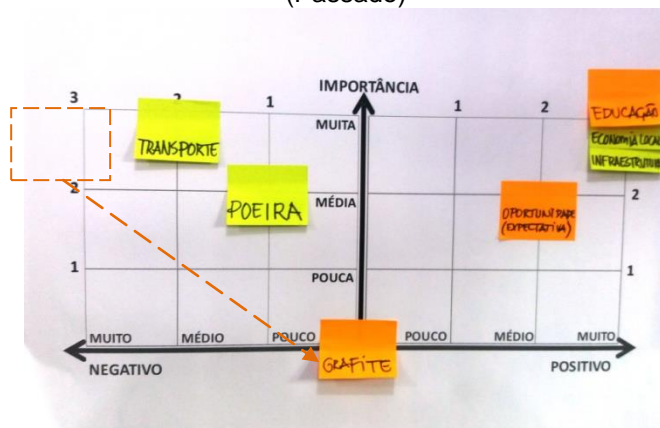 (Passado)
IMPORTÂNCIA
3 2 1 1 2
MUITA
EDUCAÇÃO
TRANSPORTE
ECONOMIA LOCAL
INFRAESTRUTURA
2 MÉDIA 2
POEIRA
OPORTUNIDADE
(EXPECTATIVA)
1 POUCA 1
MUITO MÉDIO POUCO POUCO MÉDIO MUITO
GRAFITE
NEGATIVO POSITIVO